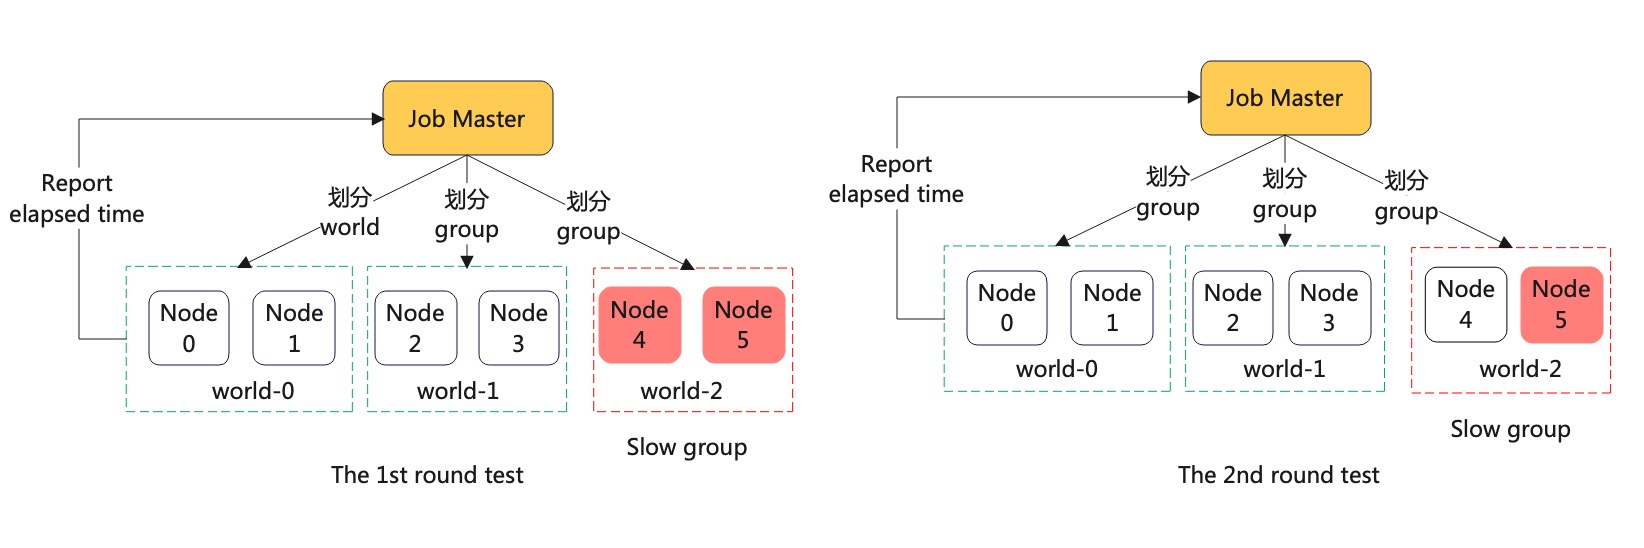 Job Master
Report
elapsed time
划分
world
划分
group
划分
group
Node
0
Node
1
world-0
Node
2
Node
3
world-1
Node
4
Node
5
world-2
Slow group
The 1st round test
Job Master
Report
elapsed time
划分
group
划分
group
划分
group
Node
0
Node
1
world-0
Node
2
Node
3
world-1
Node
4
Node
5
world-2
Slow group
The 2nd round test